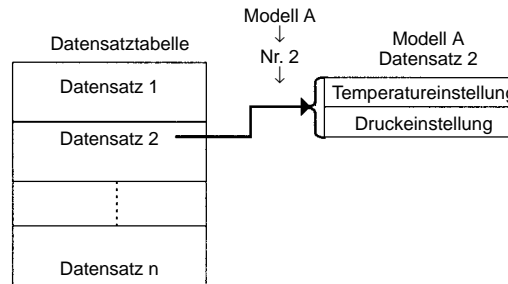 Datensatztabelle
Datensatz 1
Datensatz 2
Datensatz n
Modell A
Nr. 2
Modell A
Datensatz 2
Temperatureinstellung
Druckeinstellung